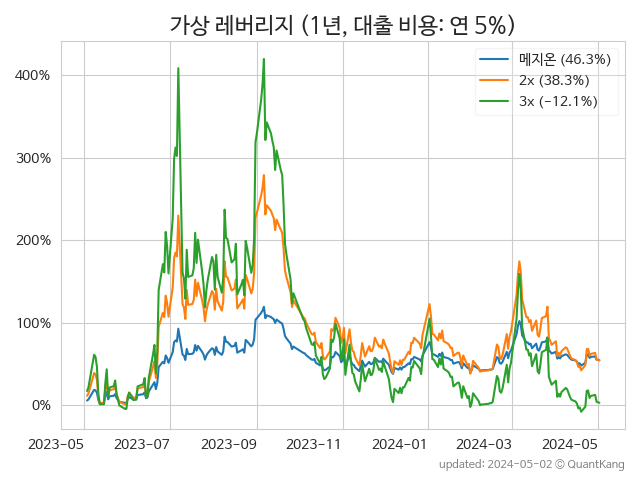 가상 레버리지 (1년, 대출 비용: 연 5%)
메지온 (46.3%)
2x (38.3%)
3x (-12.1%)
400%
300%
200%
100%
0%
2023-05 2023-07 2023-09 2023-11 2024-01 2024-03 2024-05
updated: 2024-05-02 © QuantKang